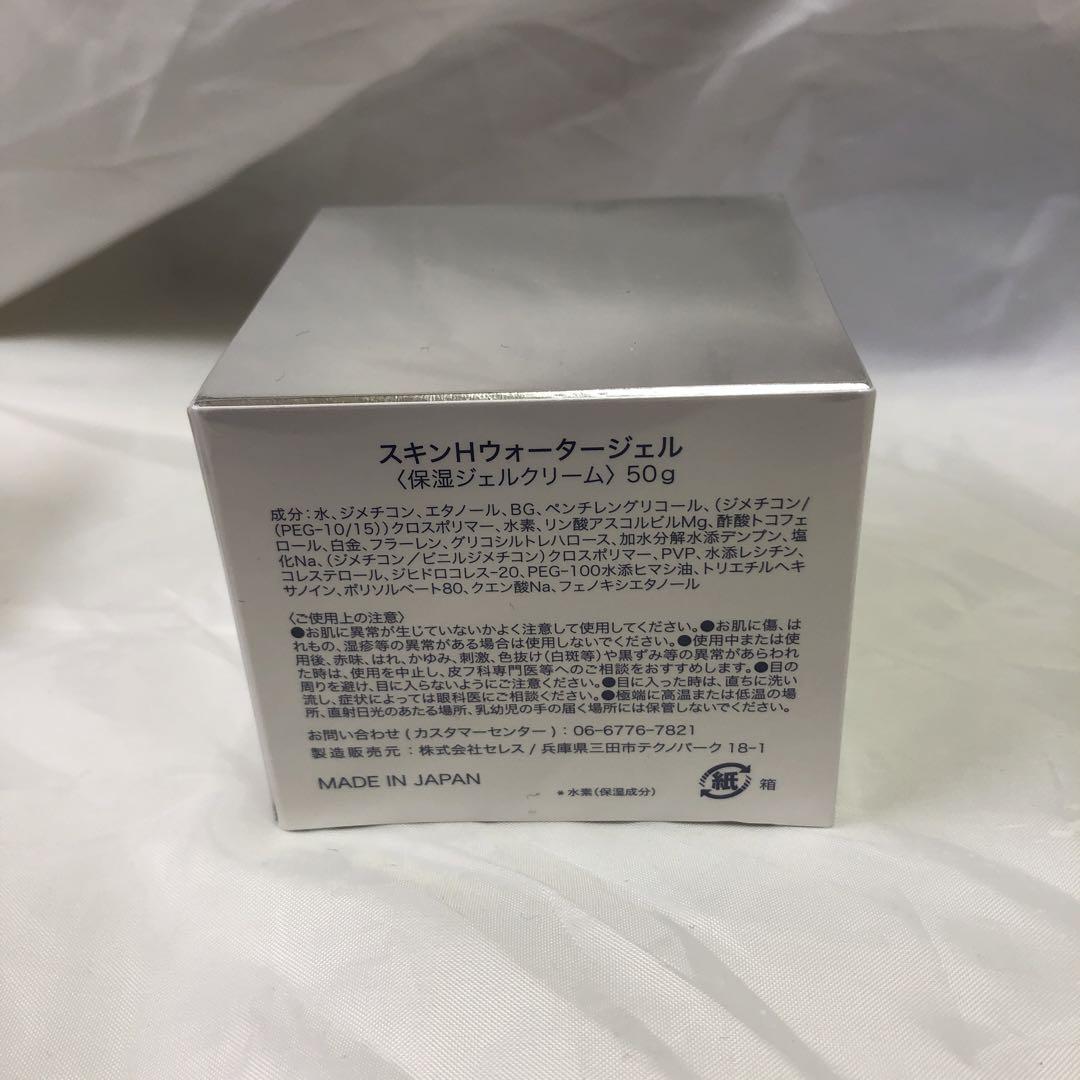 スキンHウォータージェル
〈保湿ジェルクリーム〉50g
成分:水、ジメチコン、エタノール、BG、ペンチレングリコール、(ジメチコン/
(PEG-10/15))クロスポリマー、水素、リン酸アスコルビルMg、酢酸トコフェ
ロール、白金、フラーレン、グリコシルトレハロース、加水分解水添デンプン、塩
化Na、(ジメチコン/ビニルジメチコン)クロスポリマー、PVP、水添レシチン、
コレステロール、ジヒドロコレス-20、PEG-100水添ヒマシ油、トリエチルヘキ
サノイン、ポリソルベート80、クエン酸Na、フェノキシエタノール
〈ご使用上の注意〉
●お肌に異常が生じていないかよく注意して使用してください。●お肌に傷、は
れもの、湿疹等の異常がある場合は使用しないでください。●使用中または使
用後、赤味、はれ、かゆみ、刺激、色抜け(白斑等)や黒ずみ等の異常があらわれ
た時は、使用を中止し、皮フ科専門医等へのご相談をおすすめします。●目の
周りを避け、目に入らないようにご注意ください。●目に入った時は、直ちに洗い
流し、症状によっては眼科医にご相談ください。●極端に高温または低温の場
所、直射日光のあたる場所、乳幼児の手の届く場所には保管しないでください。
お問い合わせ(カスタマーセンター):06-6776-7821
製造販売元:株式会社セレス/兵庫県三田市テクノパーク18-1
MADE IN JAPAN
*水素(保湿成分)
紙 箱